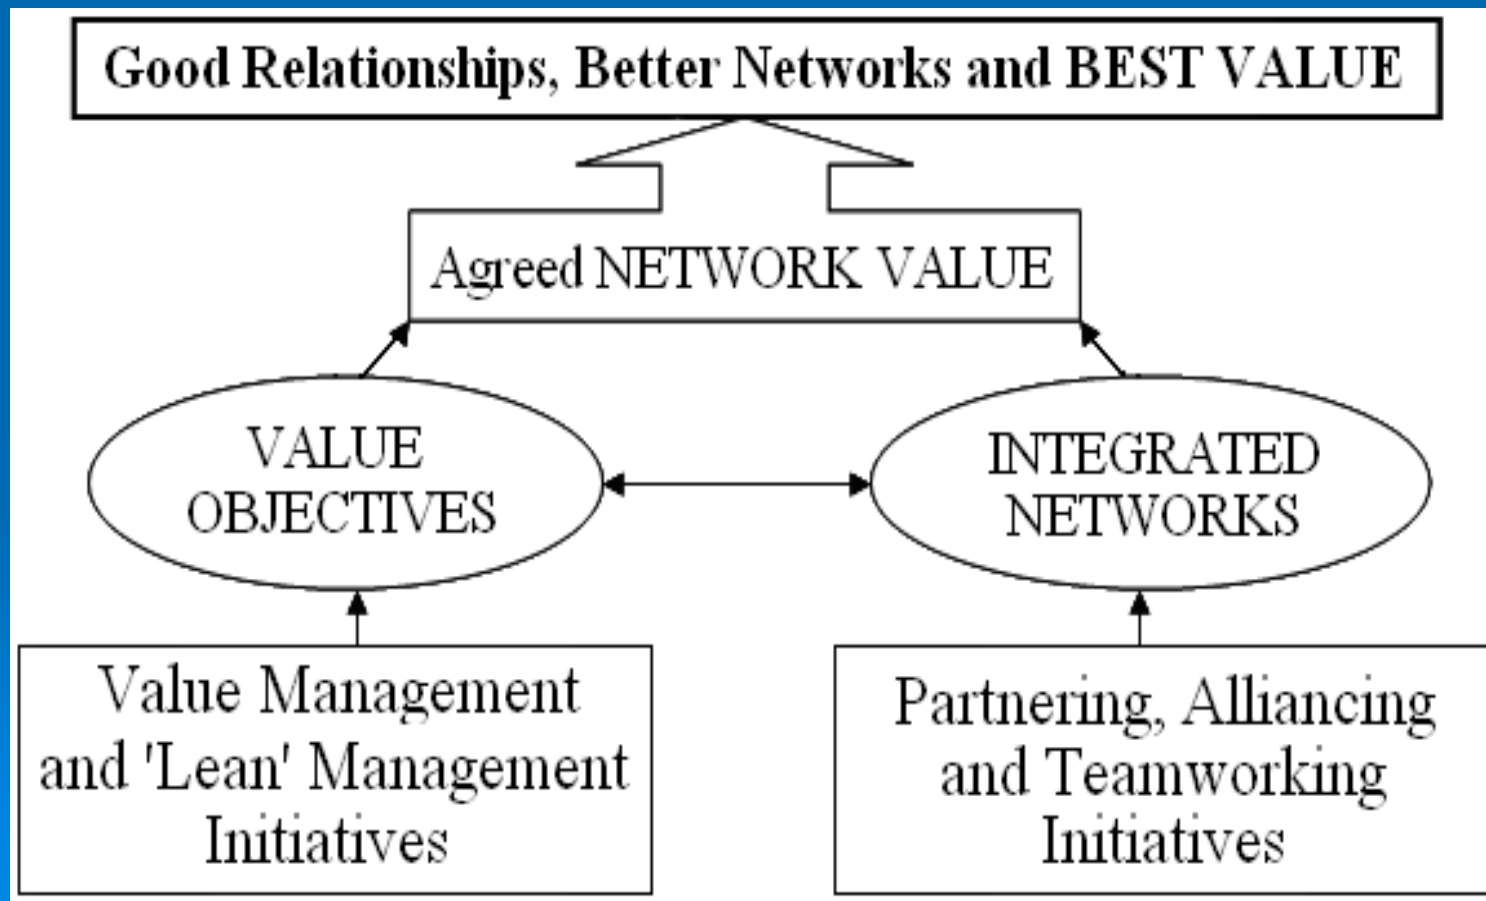 Good Relationships, Better Networks and BEST VALUE
Agreed NETWORK VALUE
VALUE
OBJECTIVES
INTEGRATED
NETWORKS
Value Management
and 'Lean' Management
Initiatives
Partnering, Alliancing
and Teamworking
Initiatives